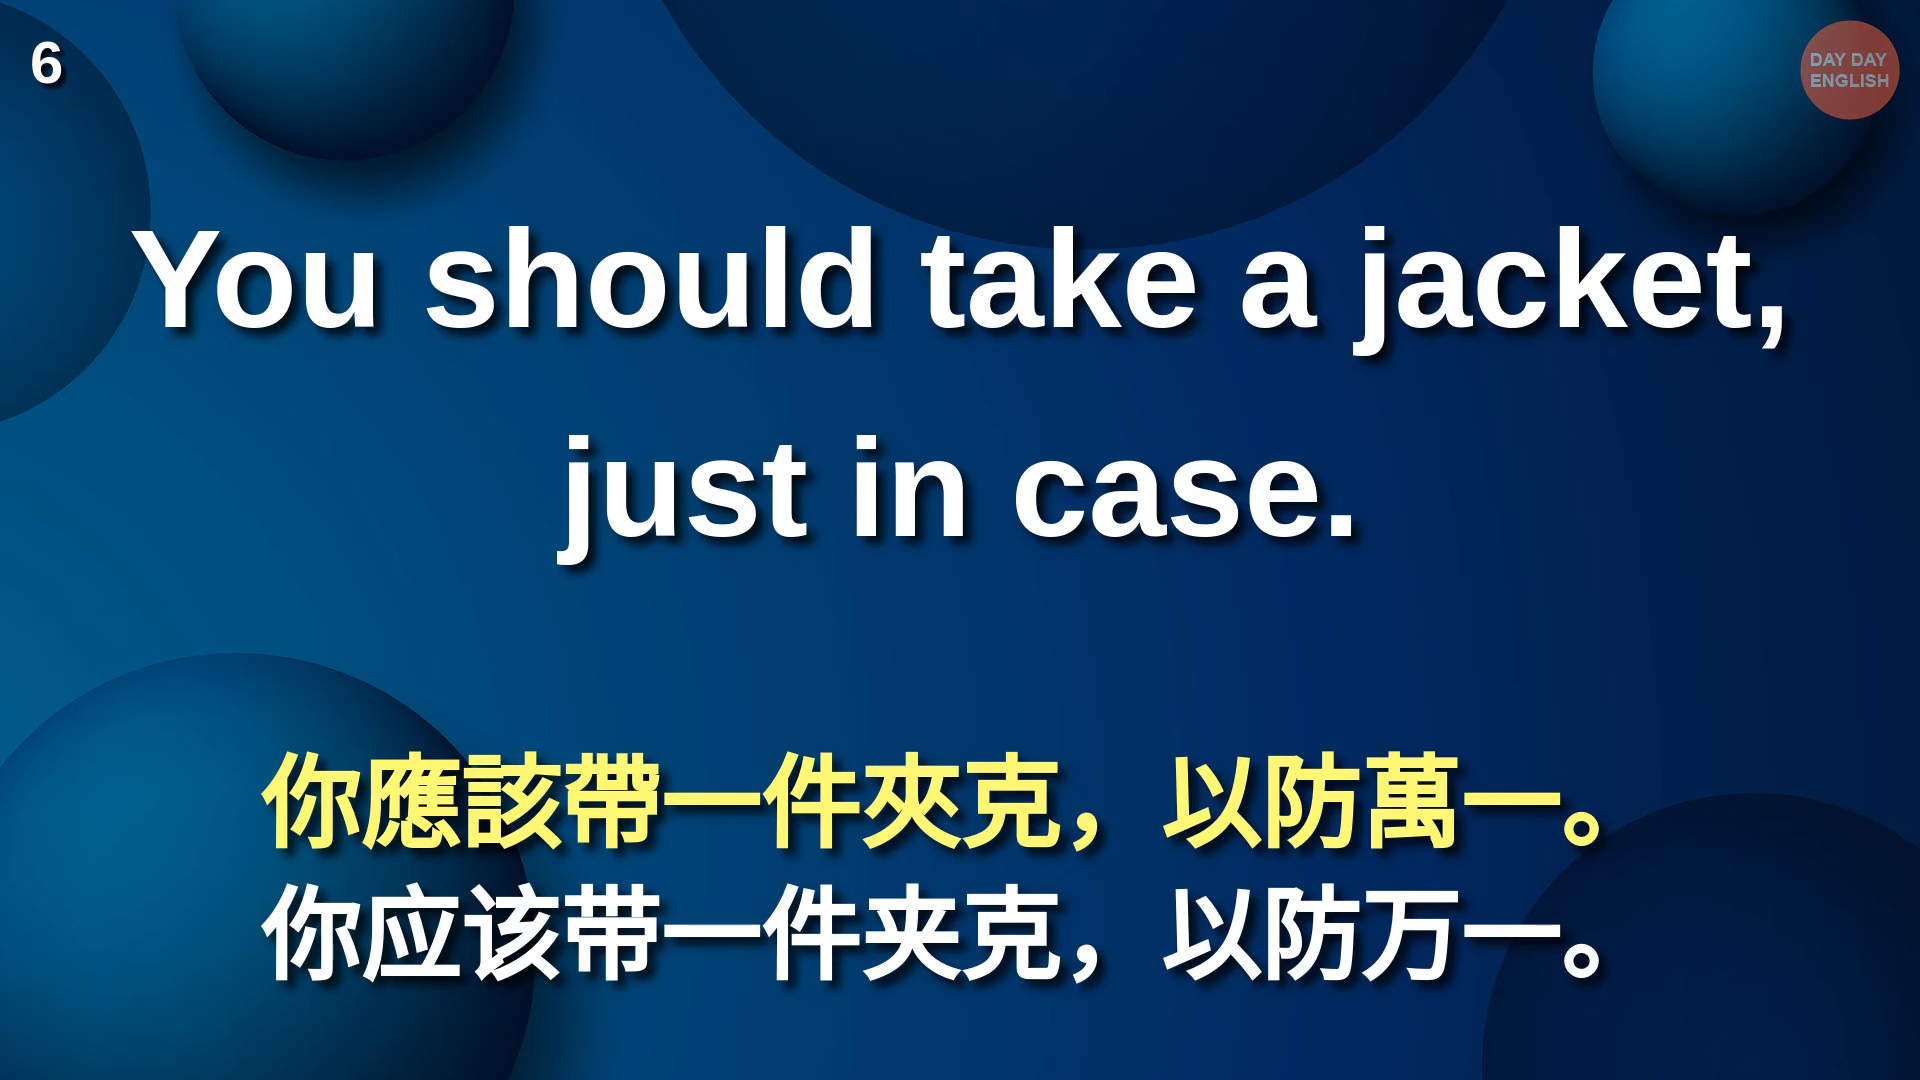 6
DAY DAY
ENGLISH
You should take a jacket,
just in case.
你應該帶一件夾克，以防萬一。
你应该带一件夹克，以防万一。